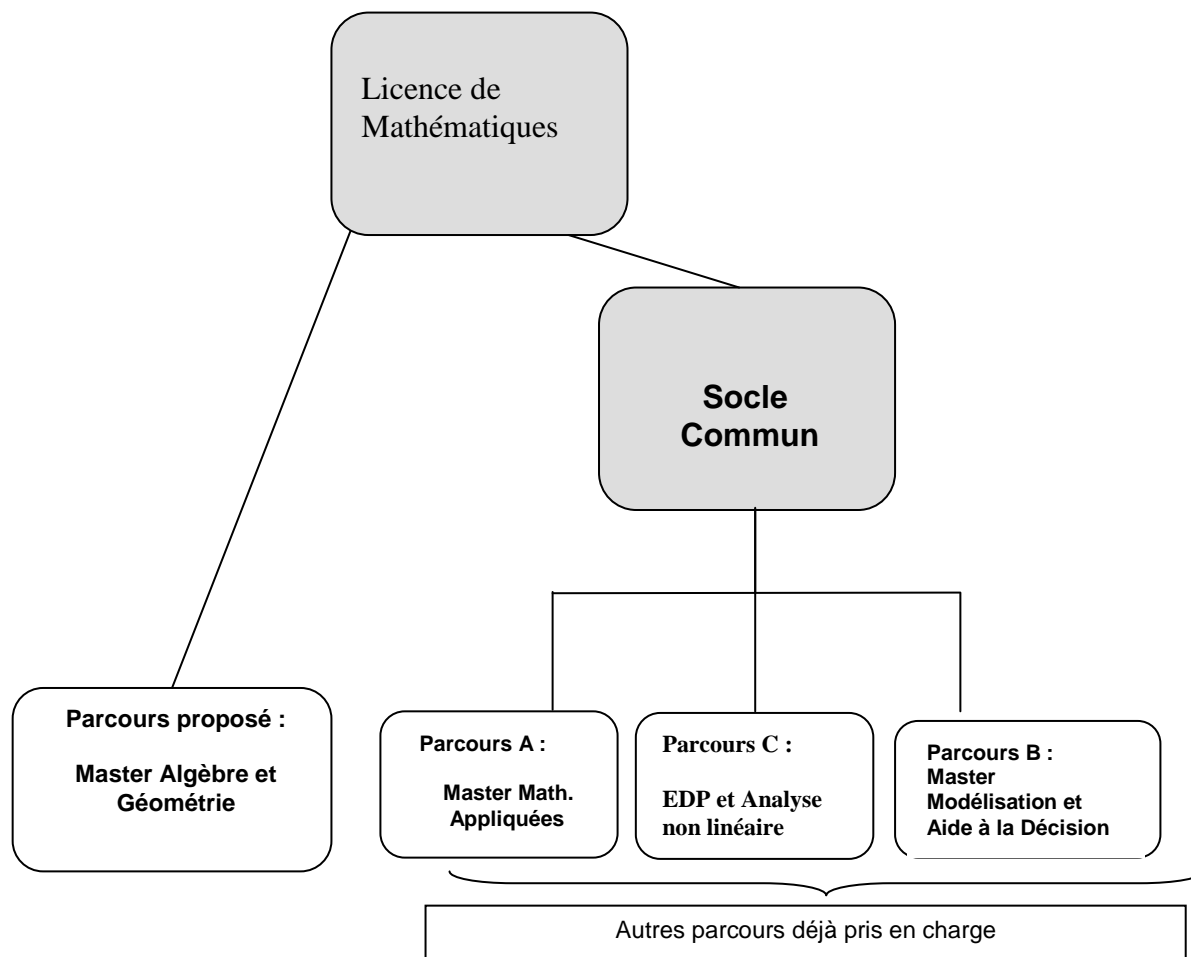 Licence de
Mathématiques
Socle
Commun
Parcours proposé :
Master Algèbre et
Géométrie
Parcours A :
Master Math.
Appliquées
Parcours C :
EDP et Analyse
non linéaire
Parcours B :
Master
Modélisation et
Aide à la Décision
Autres parcours déjà pris en charge